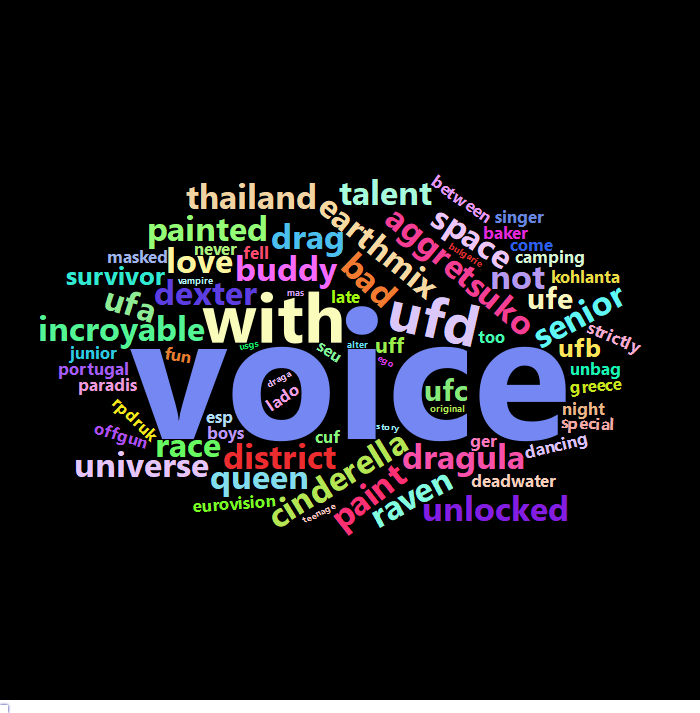 thailand
talent
between
singer
painted
drag
earthmix
aggretsuko
space
baker
come
masked
never
fell
love
buddy
bad
bulgarie
camping
not
kohlanta
survivor
vampire
dexter
mas
late
ufa
with
ufd
ufe
senior
incroyable
too
strictly
junior
fun
usgs
seu
alter
uff
ufb
voice
portugal
paradis
draga
lado
ego
ufc
original
unbag
greece
rpdruk
offgun
esp
boys
race
cuf
story
night
special
universe
district
queen
cinderella
dragula
ger
dancing
eurovision
teenage
paint
raven
deadwater
unlocked